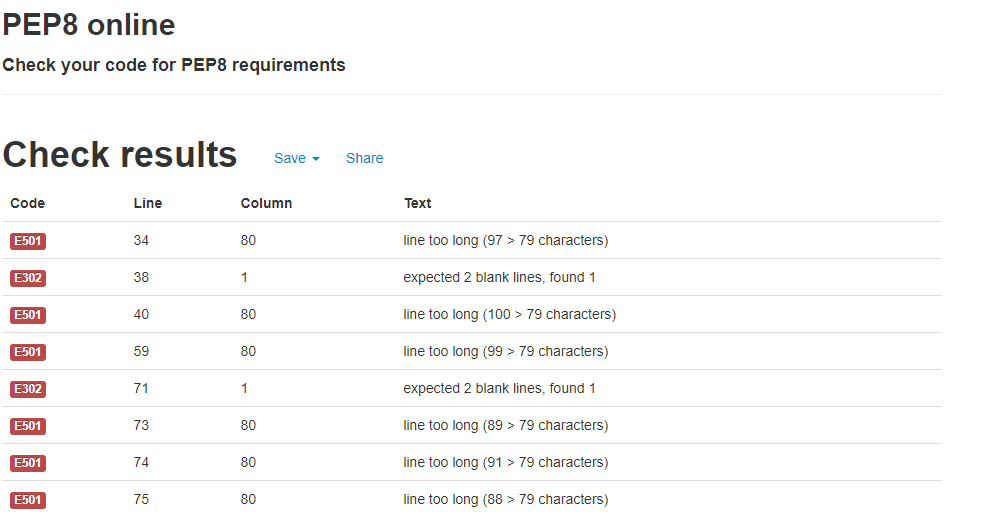 PEP8 online
Check your code for PEP8 requirements
Check results Save Share
Code Line Column Text
E501 34 80 line too long (97 > 79 characters)
E302 38 1 expected 2 blank lines, found 1
E501 40 80 line too long (100 > 79 characters)
E501 59 80 line too long (99 > 79 characters)
E302 71 1 expected 2 blank lines, found 1
E501 73 80 line too long (89 > 79 characters)
E501 74 80 line too long (91 > 79 characters)
E501 75 80 line too long (88 > 79 characters)